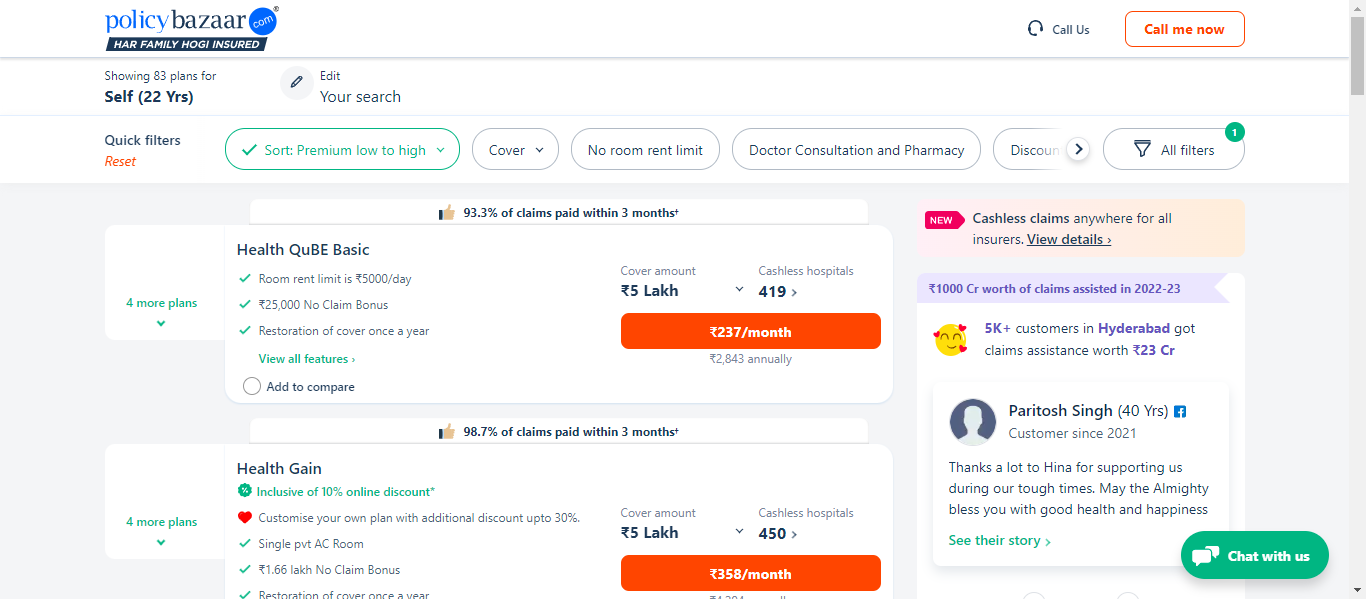 policybazaar com
HAR FAMILY HOGI INSURED
Call Us
Call me now
Showing 83 plans for
Self (22 Yrs)
Edit
Your search
Quick filters
Reset
Sort: Premium low to high
Cover
No room rent limit
Doctor Consultation and Pharmacy
Discoun
All filters
1
93.3% of claims paid within 3 months†
4 more plans
Health QuBE Basic
Room rent limit is ₹5000/day
₹25,000 No Claim Bonus
Restoration of cover once a year
View all features ›
Add to compare
Cover amount
₹5 Lakh
Cashless hospitals
419 ›
₹237/month
₹2,843 annually
98.7% of claims paid within 3 months†
4 more plans
Health Gain
Inclusive of 10% online discount*
Customise your own plan with additional discount upto 30%.
Single pvt AC Room
₹1.66 lakh No Claim Bonus
Restoration of cover once a year
Cover amount
₹5 Lakh
Cashless hospitals
450 ›
₹358/month
NEW
Cashless claims anywhere for all
insurers. View details ›
₹1000 Cr worth of claims assisted in 2022-23
5K+ customers in Hyderabad got
claims assistance worth ₹23 Cr
Paritosh Singh (40 Yrs)
Customer since 2021
Thanks a lot to Hina for supporting us
during our tough times. May the Almighty
bless you with good health and happiness
See their story ›
Chat with us